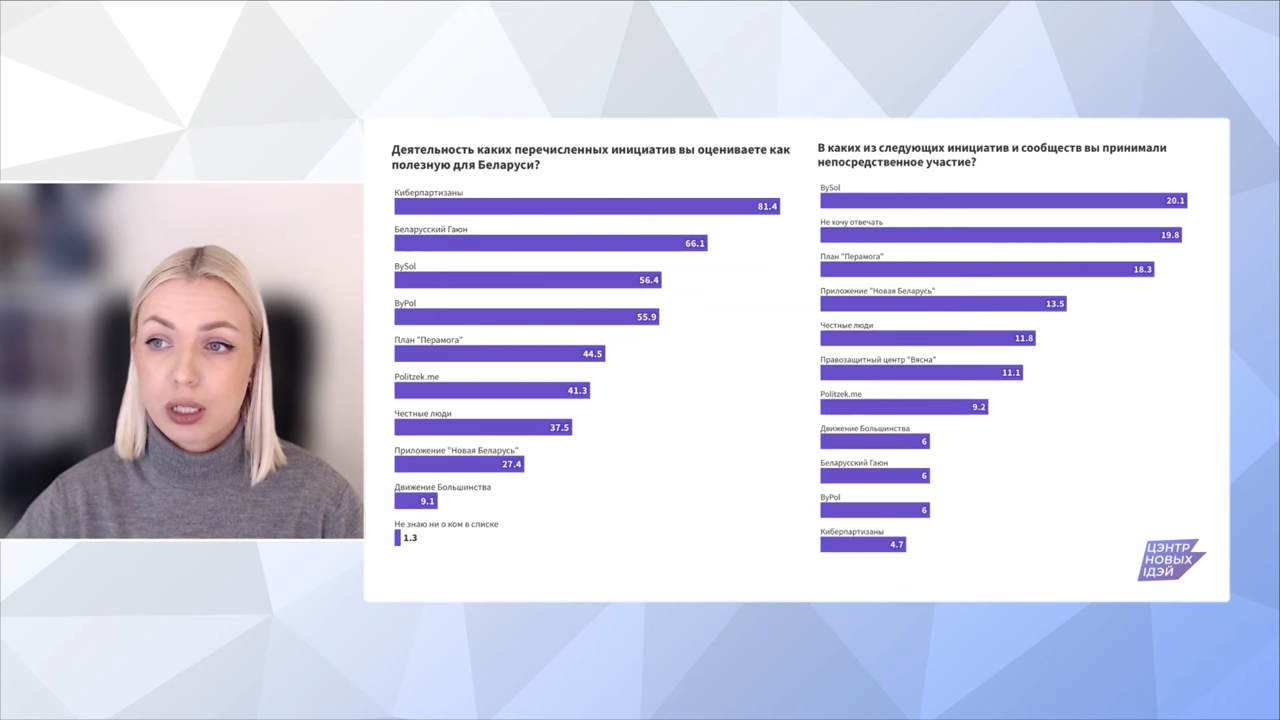 Деятельность каких перечисленных инициатив вы оцениваете как
полезную для Беларуси?
Киберпартизаны
81.4
Беларусский Гаюн
66.1
BySol
56.4
ByPol
55.9
План "Перамога"
44.5
Politzek.me
41.3
Честные люди
37.5
Приложение "Новая Беларусь"
27.4
Движение Большинства
9.1
Не знаю ни о ком в списке
1.3
В каких из следующих инициатив и сообществ вы принимали
непосредственное участие?
BySol
20.1
Не хочу отвечать
19.8
План "Перамога"
18.3
Приложение "Новая Беларусь"
13.5
Честные люди
11.8
Правозащитный центр "Вясна"
11.1
Politzek.me
9.2
Движение Большинства
6
Беларусский Гаюн
6
ByPol
6
Киберпартизаны
4.7
ЦЭНТР
НОВЫХ
ІДЭЙ